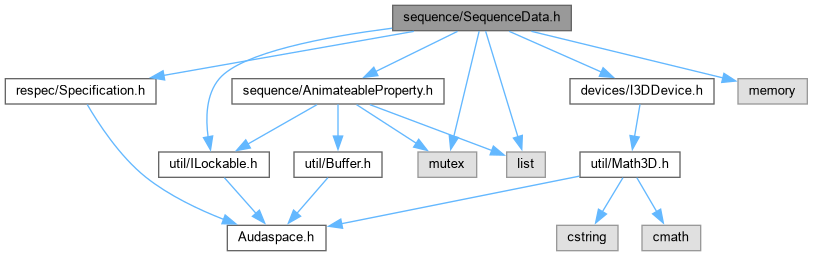 sequence/SequenceData.h
respec/Specification.h
sequence/AnimateableProperty.h
devices/I3DDevice.h
memory
util/ILockable.h
util/Buffer.h
mutex
list
util/Math3D.h
Audaspace.h
cstring
cmath